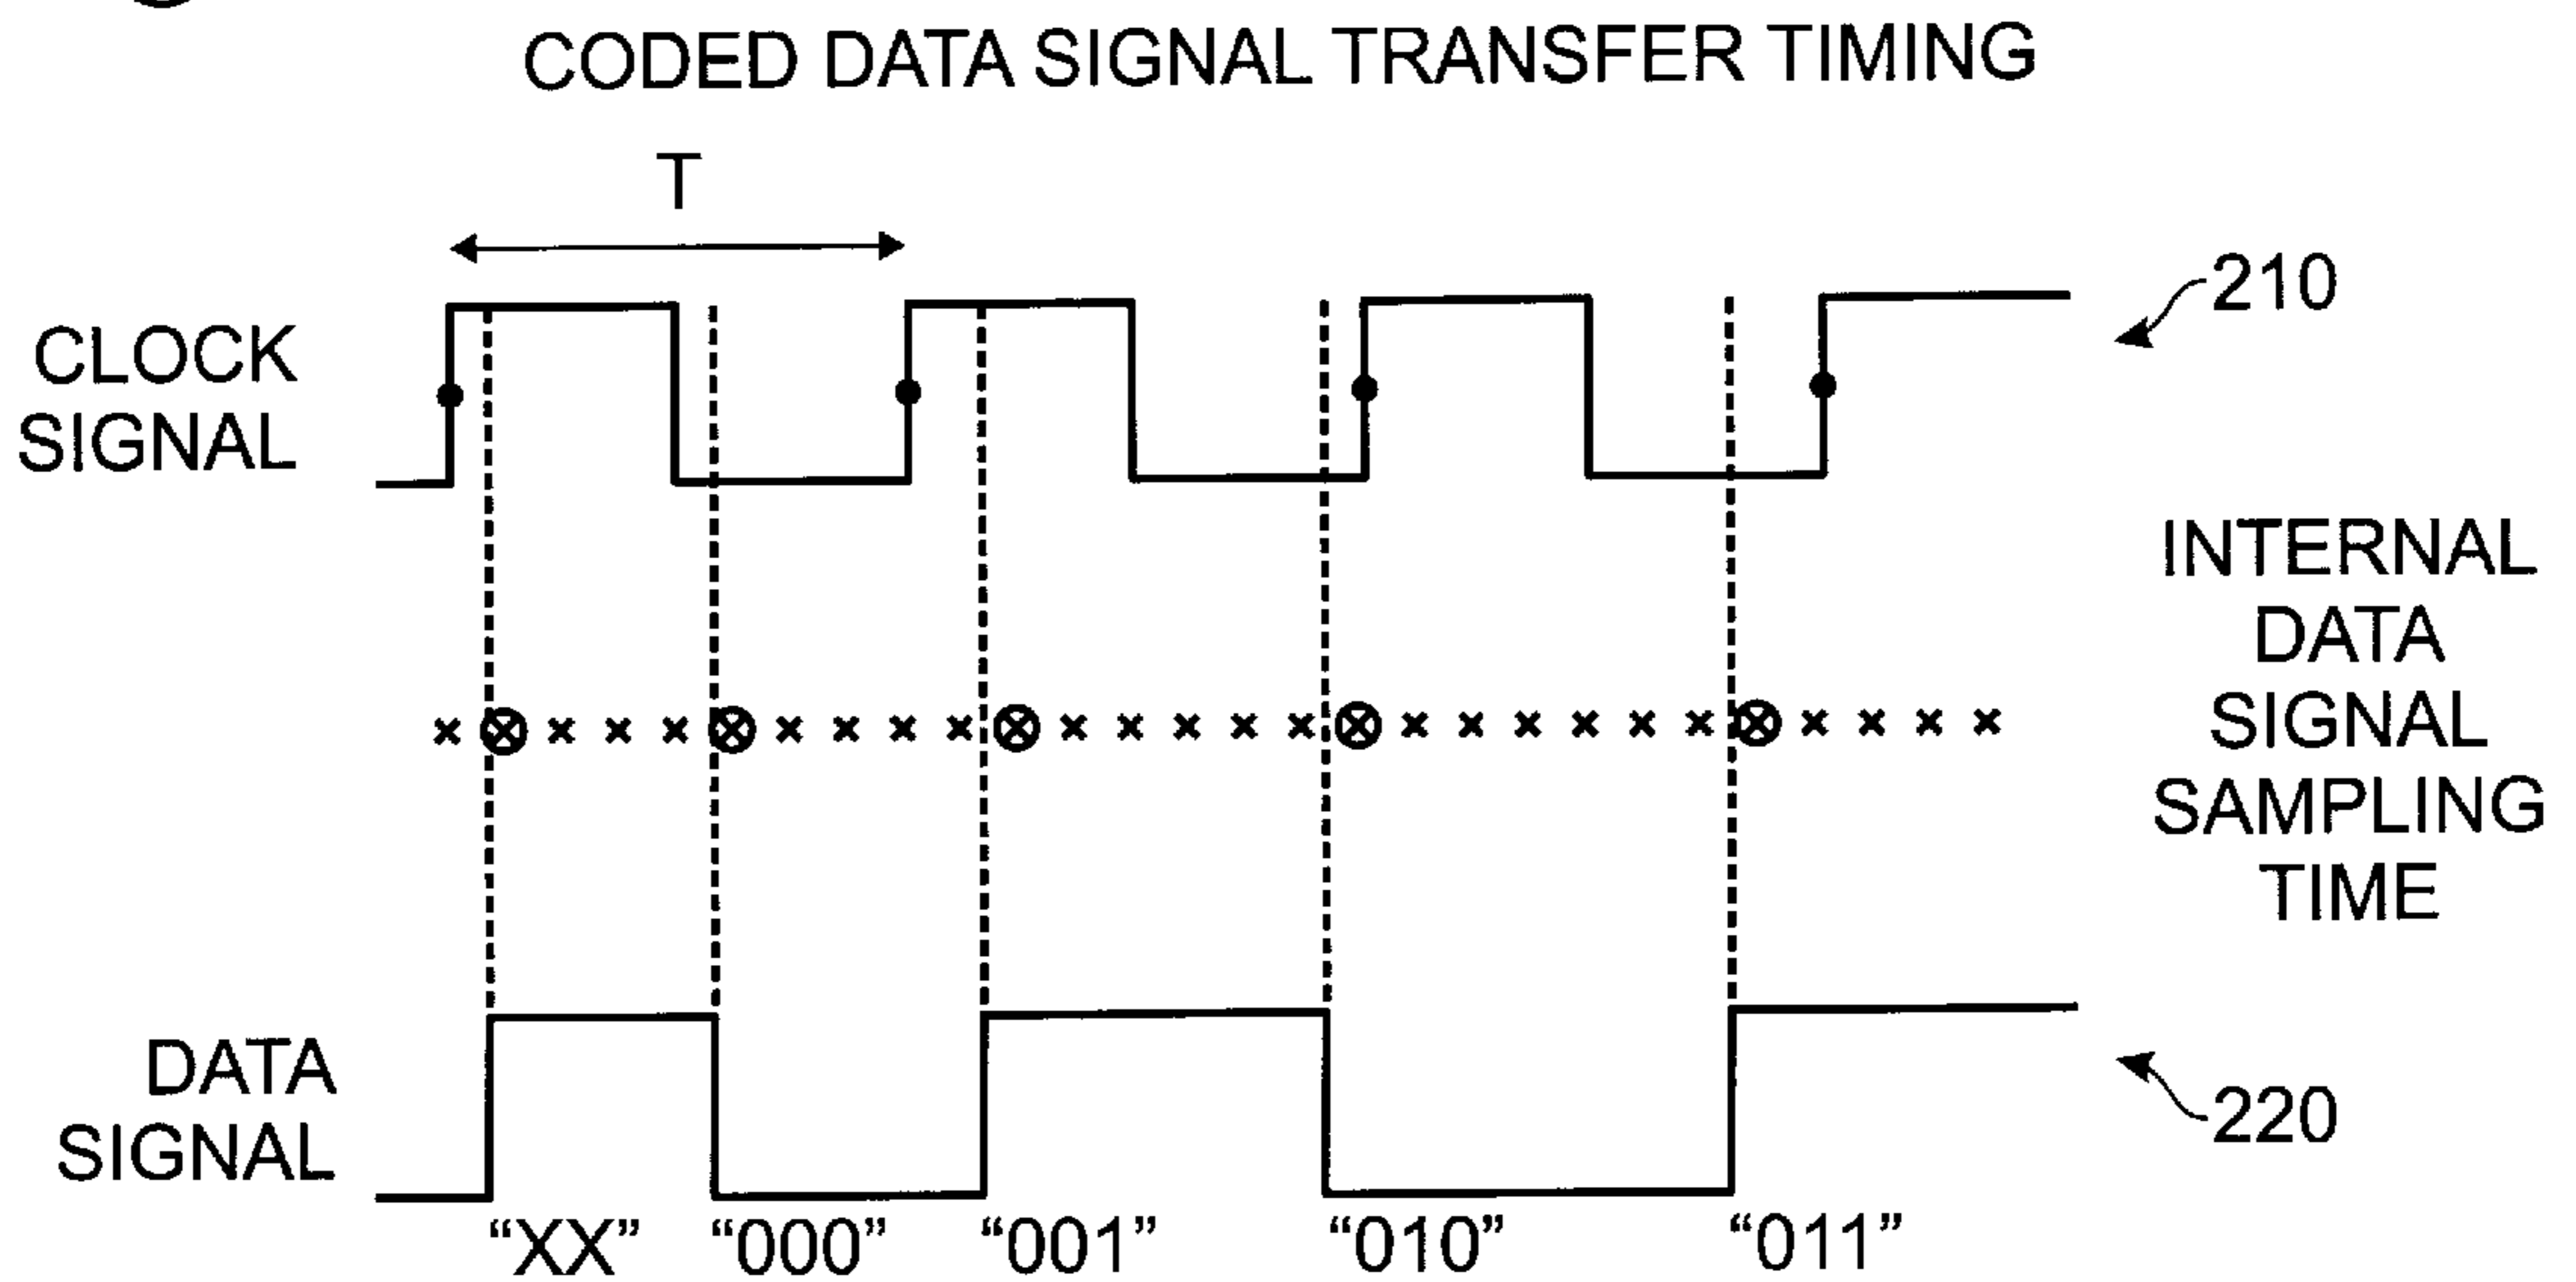 CODED DATA SIGNAL TRANSFER TIMING
T
210
CLOCK
SIGNAL
INTERNAL
DATA
SIGNAL
SAMPLING
TIME
DATA
SIGNAL
220
“XX” “000” “001” “010” “011”